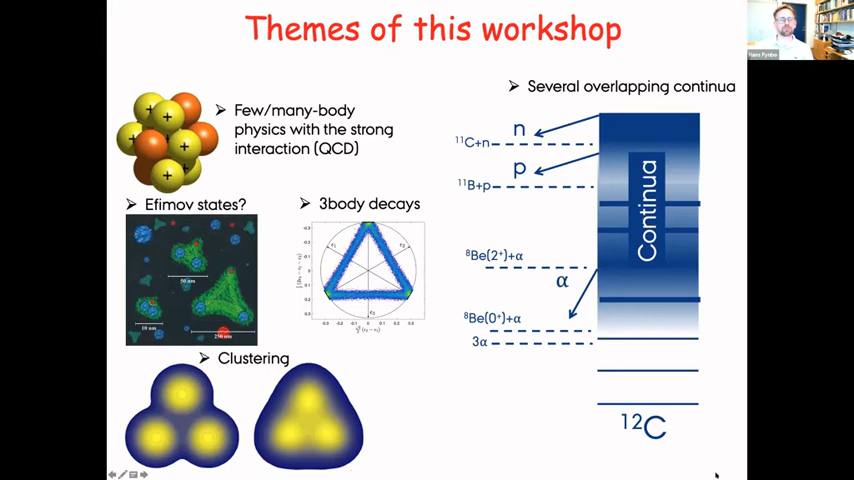 Themes of this workshop
➢ Few/many-body
physics with the strong
interaction (QCD)
➢ Efimov states?
50 nm
10 nm
250 nm
➢ 3body decays
➢ Clustering
➢ Several overlapping continua
n
¹¹C+n
p
¹¹B+p
Continua
⁸Be(2⁺)+α
α
⁸Be(0⁺)+α
3α
¹²C
Hans Fynbo